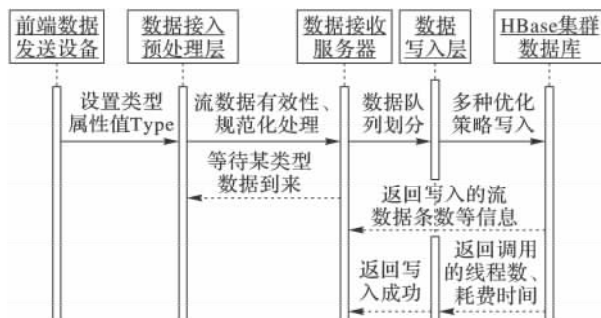 前端数据
发送设备
数据接入
预处理层
数据接收
服务器
数据
写入层
HBase集群
数据库
设置类型
属性值Type
流数据有效性、
规范化处理
数据队
列划分
多种优化
策略写入
等待某类型
数据到来
返回写入的流
数据条数等信息
返回写
入成功
返回调用
的线程数、
耗费时间